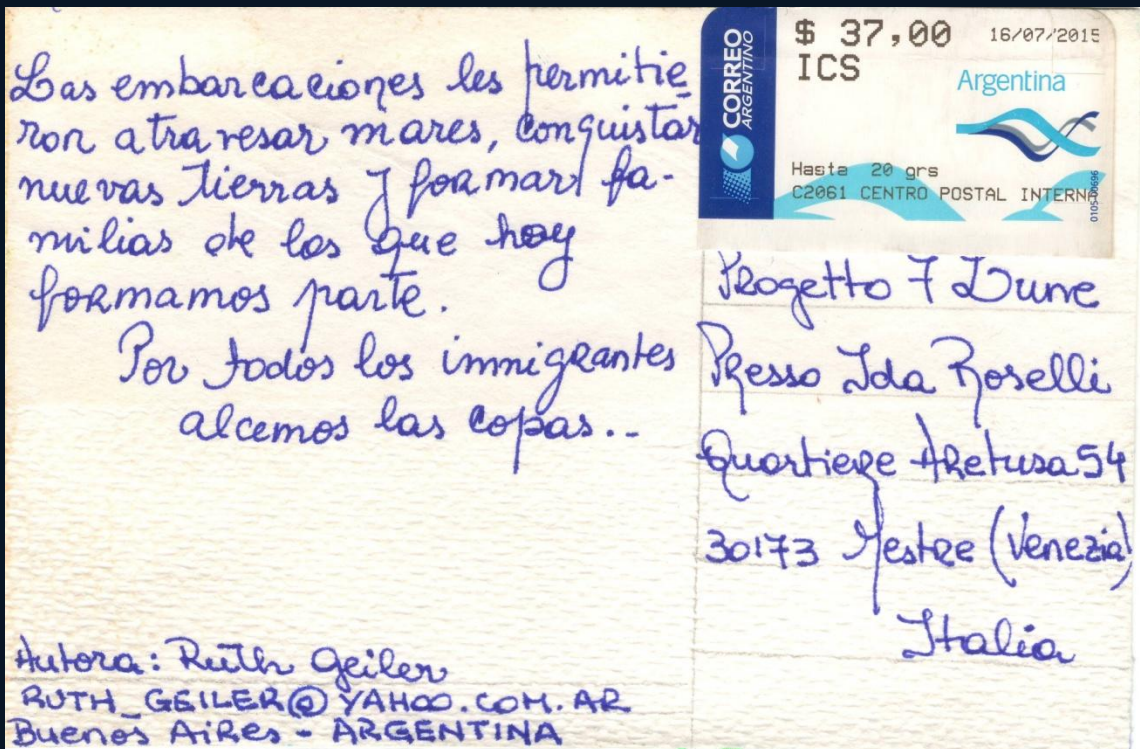 Las embarcaciones les permitie-
ron atravesar mares, conquistar
nuevas tierras y formar fa-
milias de los que hoy
formamos parte.
Por todos los immigrantes
alcemos las copas...
Autora: Ruth Geiler
RUTH_GEILER@YAHOO.COM.AR
Buenos Aires - ARGENTINA
CORREO
ARGENTINO
$ 37,00 16/07/2015
ICS
Argentina
Hasta 20 grs
C2061 CENTRO POSTAL INTERNA
0105-00696
Progetto 7 Lune
Presso Ida Roselli
Quartiere Aretusa 54
30173 Mestre (Venezia)
Italia